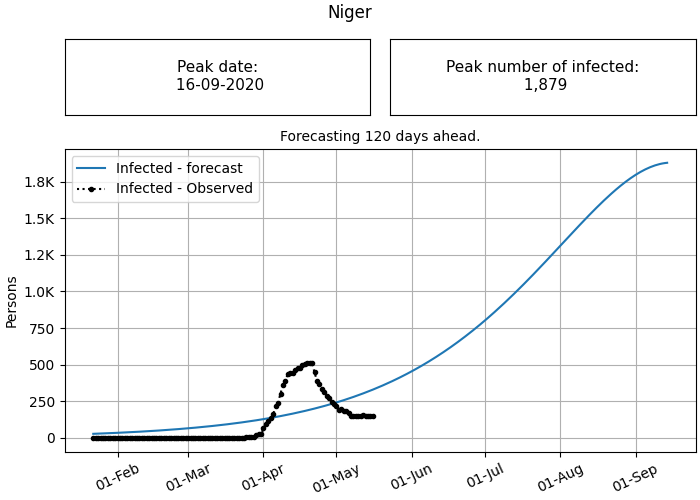 Niger
Peak date:
16-09-2020
Peak number of infected:
1,879
Forecasting 120 days ahead.
Infected - forecast
Infected - Observed
1.8K
1.5K
1.2K
1.0K
750
500
250
0
Persons
01-Feb
01-Mar
01-Apr
01-May
01-Jun
01-Jul
01-Aug
01-Sep